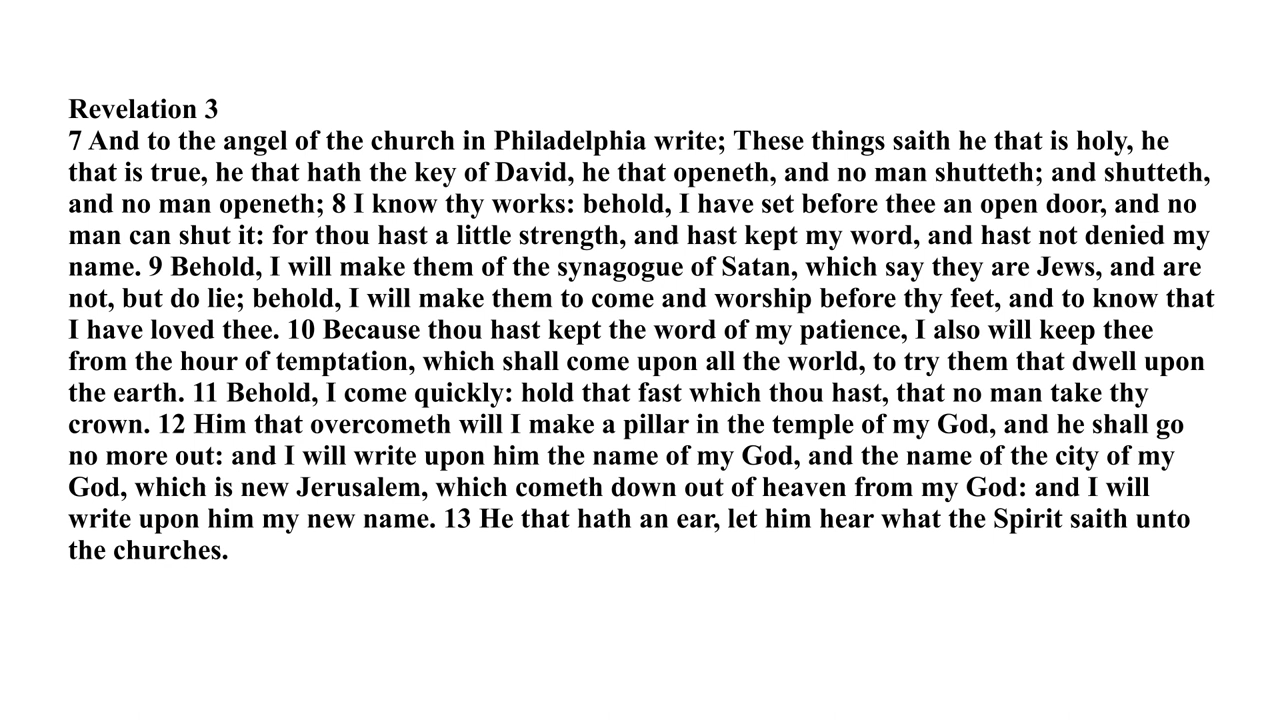 Revelation 3
7 And to the angel of the church in Philadelphia write; These things saith he that is holy, he
that is true, he that hath the key of David, he that openeth, and no man shutteth; and shutteth,
and no man openeth; 8 I know thy works: behold, I have set before thee an open door, and no
man can shut it: for thou hast a little strength, and hast kept my word, and hast not denied my
name. 9 Behold, I will make them of the synagogue of Satan, which say they are Jews, and are
not, but do lie; behold, I will make them to come and worship before thy feet, and to know that
I have loved thee. 10 Because thou hast kept the word of my patience, I also will keep thee
from the hour of temptation, which shall come upon all the world, to try them that dwell upon
the earth. 11 Behold, I come quickly: hold that fast which thou hast, that no man take thy
crown. 12 Him that overcometh will I make a pillar in the temple of my God, and he shall go
no more out: and I will write upon him the name of my God, and the name of the city of my
God, which is new Jerusalem, which cometh down out of heaven from my God: and I will
write upon him my new name. 13 He that hath an ear, let him hear what the Spirit saith unto
the churches.